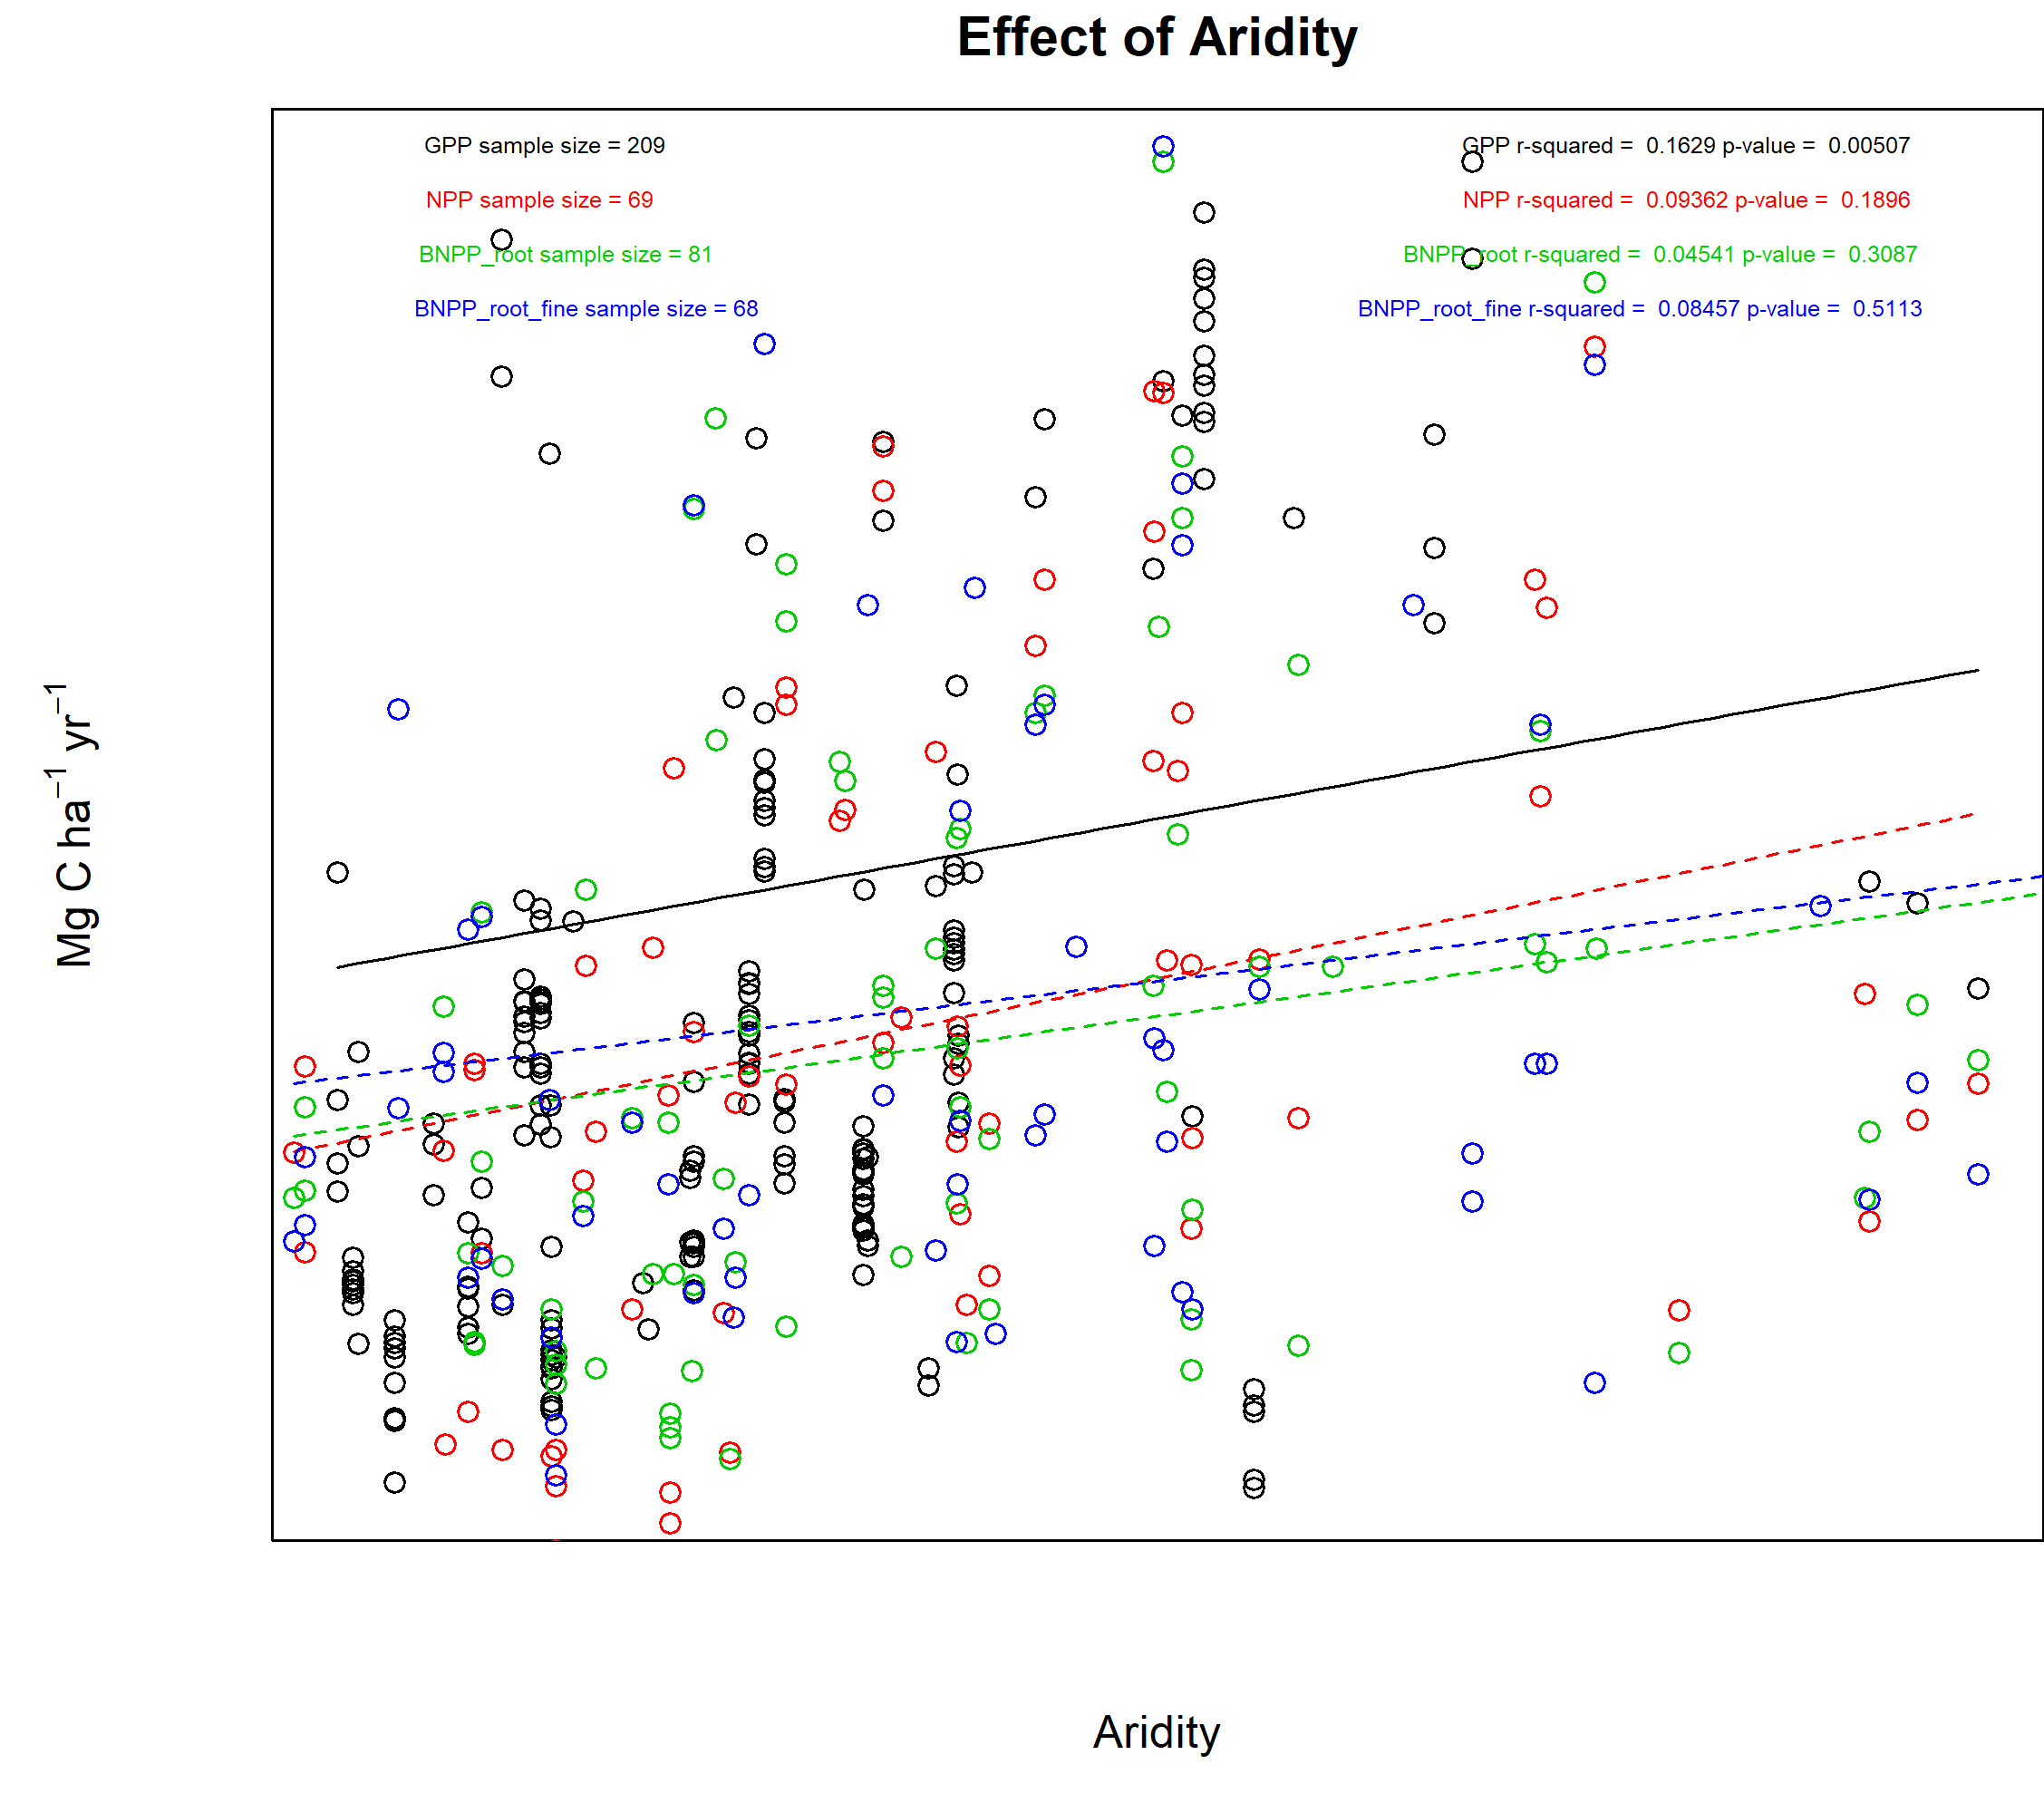 Effect of Aridity
GPP sample size = 209
GPP r-squared = 0.1629 p-value = 0.00507
NPP sample size = 69
NPP r-squared = 0.09362 p-value = 0.1896
BNPP_root sample size = 81
BNPP_root r-squared = 0.04541 p-value = 0.3087
BNPP_root_fine sample size = 68
BNPP_root_fine r-squared = 0.08457 p-value = 0.5113
Mg C ha⁻¹ yr⁻¹
Aridity